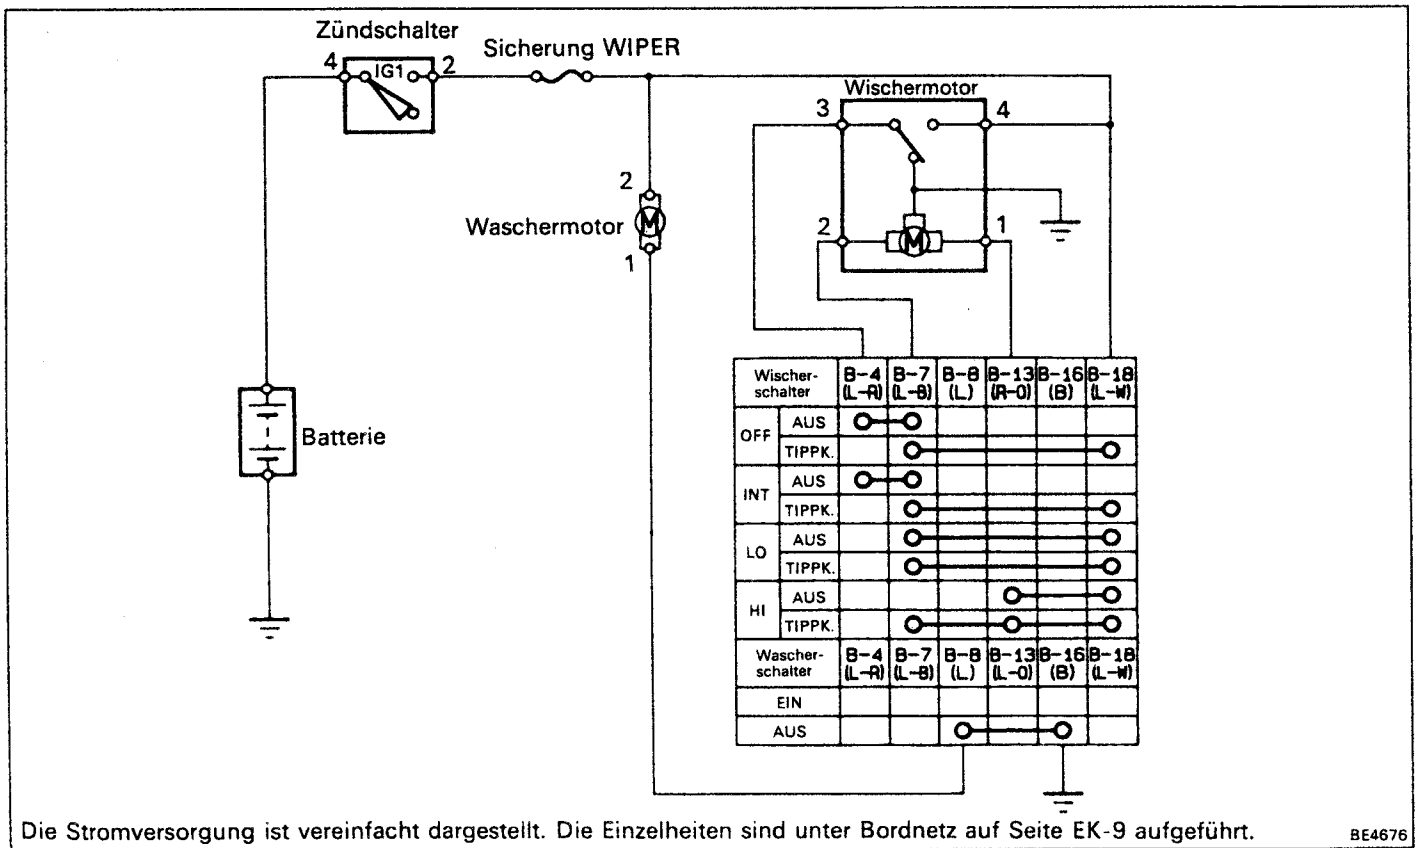 Zündschalter
Sicherung WIPER
4
IG1
2
Wischermotor
3
4
2
Waschermotor
M
1
2
M
1
Wischer-
schalter
B-4 B-7 B-8 B-13 B-16 B-18
(L-R) (L-B) (L) (R-O) (B) (L-W)
Batterie
OFF
AUS
TIPPK.
INT
AUS
TIPPK.
LO
AUS
TIPPK.
HI
AUS
TIPPK.
Wascher-
schalter
B-4 B-7 B-8 B-13 B-16 B-18
(L-R) (L-B) (L) (L-O) (B) (L-W)
EIN
AUS
Die Stromversorgung ist vereinfacht dargestellt. Die Einzelheiten sind unter Bordnetz auf Seite EK-9 aufgeführt.
BE4676